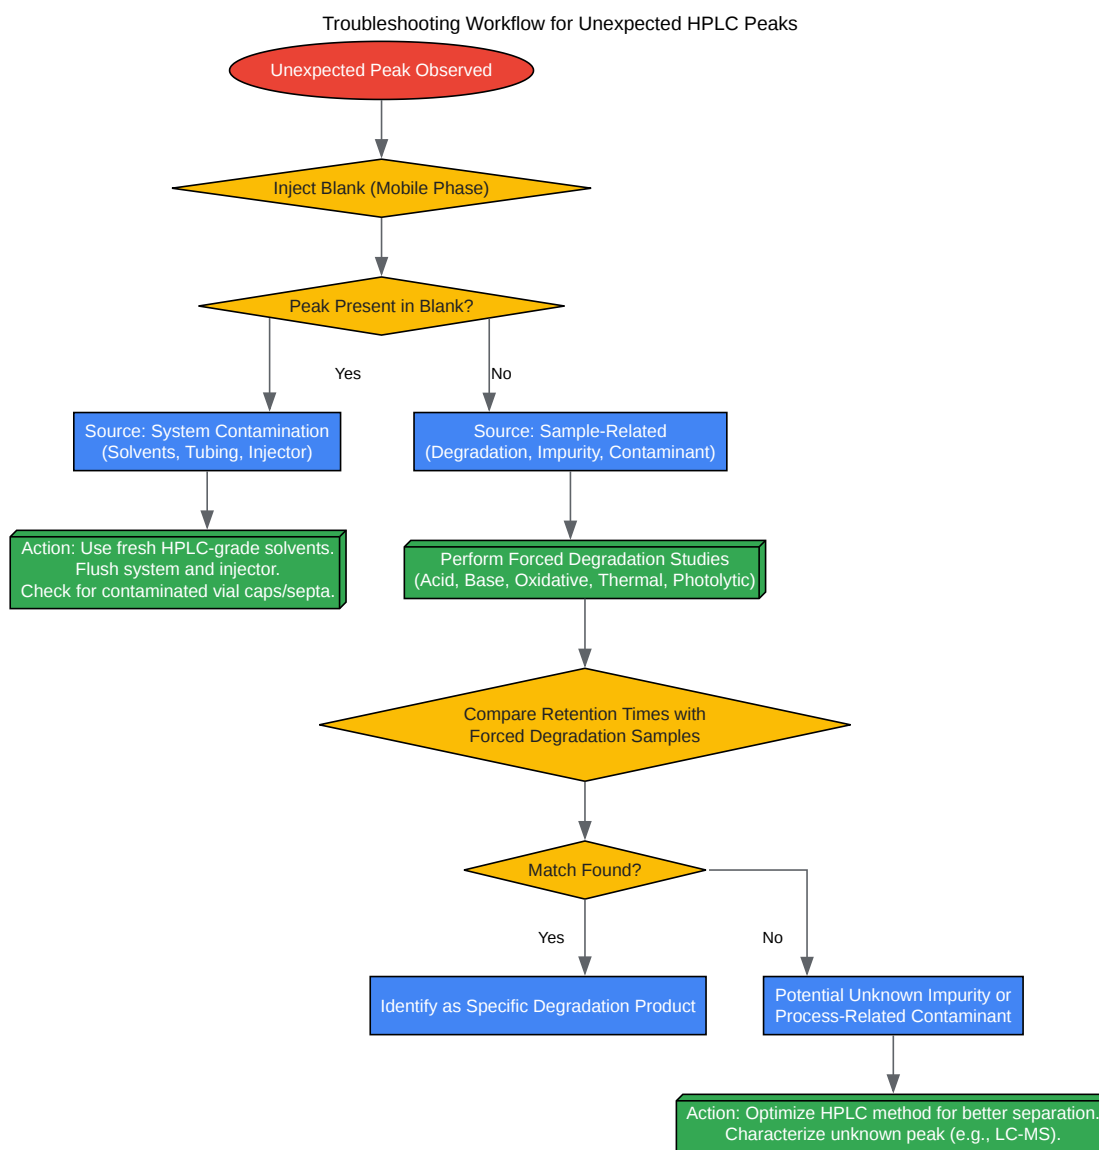 Troubleshooting Workflow for Unexpected HPLC Peaks
Unexpected Peak Observed
Inject Blank (Mobile Phase)
Peak Present in Blank?
Yes
No
Source: System Contamination
(Solvents, Tubing, Injector)
Source: Sample-Related
(Degradation, Impurity, Contaminant)
Action: Use fresh HPLC-grade solvents.
Flush system and injector.
Check for contaminated vial caps/septa.
Perform Forced Degradation Studies
(Acid, Base, Oxidative, Thermal, Photolytic)
Compare Retention Times with
Forced Degradation Samples
Match Found?
Yes
No
Identify as Specific Degradation Product
Potential Unknown Impurity or
Process-Related Contaminant
Action: Optimize HPLC method for better separation.
Characterize unknown peak (e.g., LC-MS).